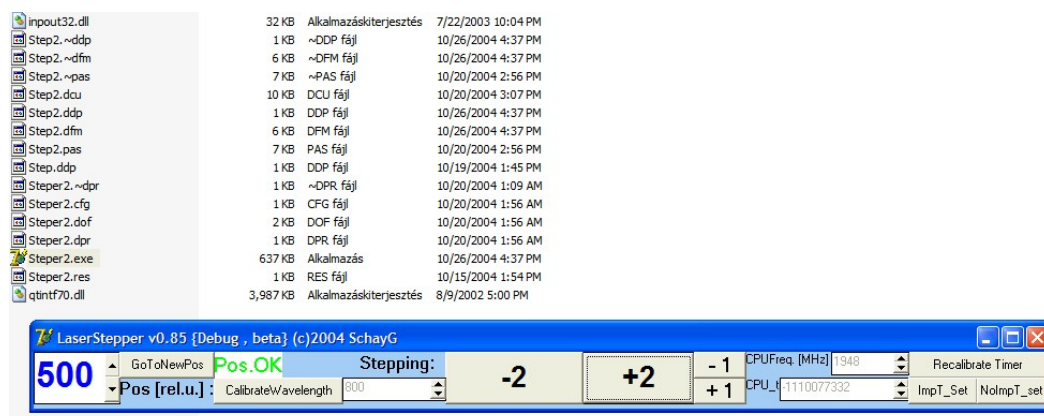 inpout32.dll 32 KB Alkalmazáskiterjesztés 7/22/2003 10:04 PM
Step2.~ddp 1 KB ~DDP fájl 10/26/2004 4:37 PM
Step2.~dfm 6 KB ~DFM fájl 10/26/2004 4:37 PM
Step2.~pas 7 KB ~PAS fájl 10/20/2004 2:56 PM
Step2.dcu 10 KB DCU fájl 10/20/2004 3:07 PM
Step2.ddp 1 KB DDP fájl 10/26/2004 4:37 PM
Step2.dfm 6 KB DFM fájl 10/26/2004 4:37 PM
Step2.pas 7 KB PAS fájl 10/20/2004 2:56 PM
Step.ddp 1 KB DDP fájl 10/19/2004 1:45 PM
Steper2.~dpr 1 KB ~DPR fájl 10/20/2004 1:09 AM
Steper2.cfg 1 KB CFG fájl 10/20/2004 1:56 AM
Steper2.dof 2 KB DOF fájl 10/20/2004 1:56 AM
Steper2.dpr 1 KB DPR fájl 10/20/2004 1:56 AM
Steper2.exe 637 KB Alkalmazás 10/26/2004 4:37 PM
Steper2.res 1 KB RES fájl 10/15/2004 1:54 PM
qtintf70.dll 3,987 KB Alkalmazáskiterjesztés 8/9/2002 5:00 PM
LaserStepper v0.85 {Debug , beta} (c)2004 SchayG
500 GoToNewPos Pos.OK Stepping: -2 +2 - 1 CPUFreq. [MHz] 1948 Recalibrate Timer
Pos [rel.u.] : CalibrateWavelength 800 + 1 CPU_t -1110077332 ImpT_Set NoImpT_set